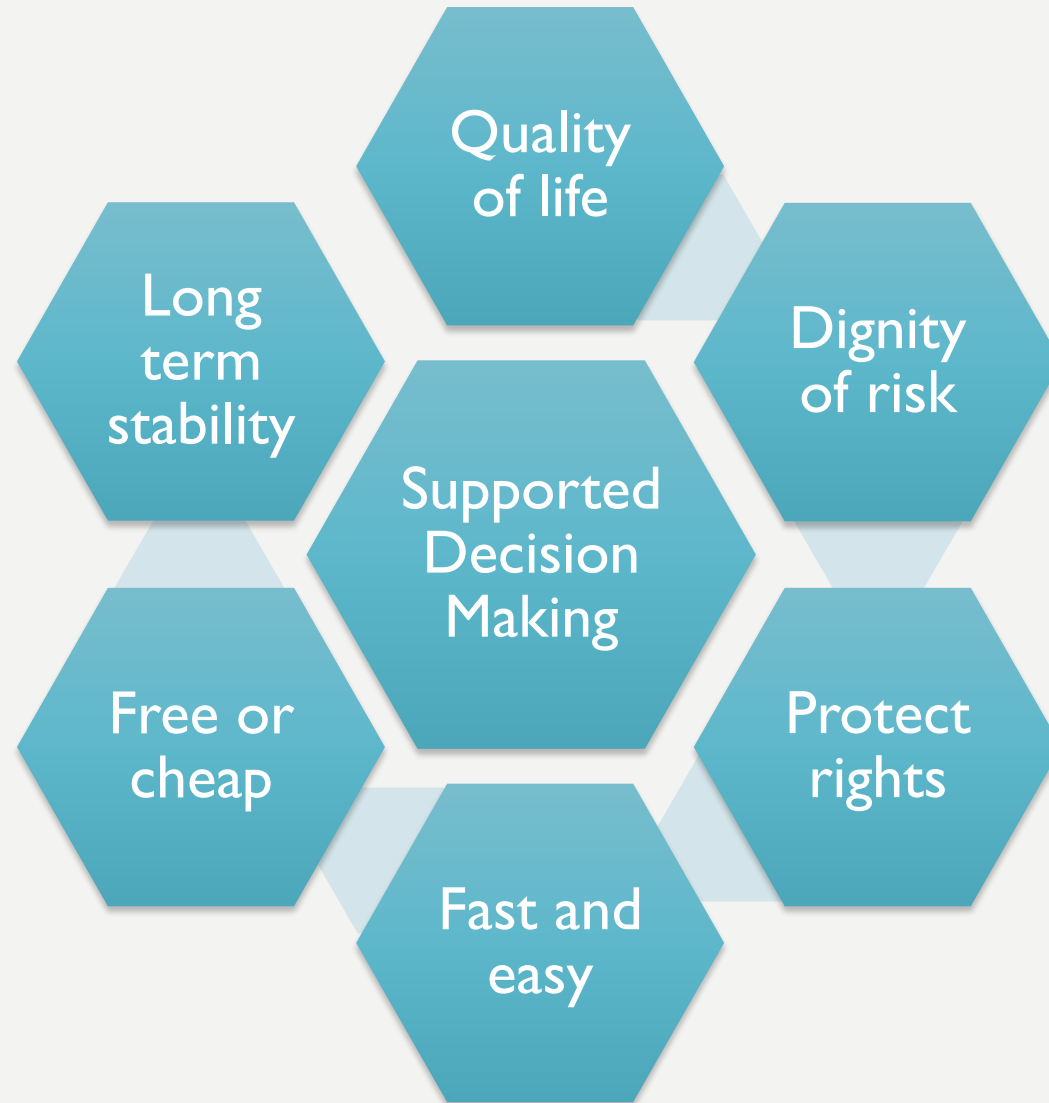 Quality
of life
Dignity
of risk
Protect
rights
Fast and
easy
Free or
cheap
Long
term
stability
Supported
Decision
Making